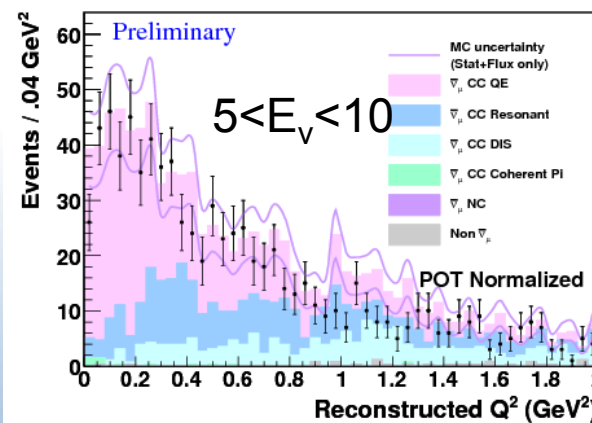 Preliminary
MC uncertainty
(Stat+Flux only)
ν̅μ CC QE
ν̅μ CC Resonant
ν̅μ CC DIS
ν̅μ CC Coherent Pi
ν̅μ NC
Non ν̅μ
5<Eν<10
POT Normalized
Events / .04 GeV²
60
50
40
30
20
10
0
0 0.2 0.4 0.6 0.8 1 1.2 1.4 1.6 1.8
Reconstructed Q² (GeV²)